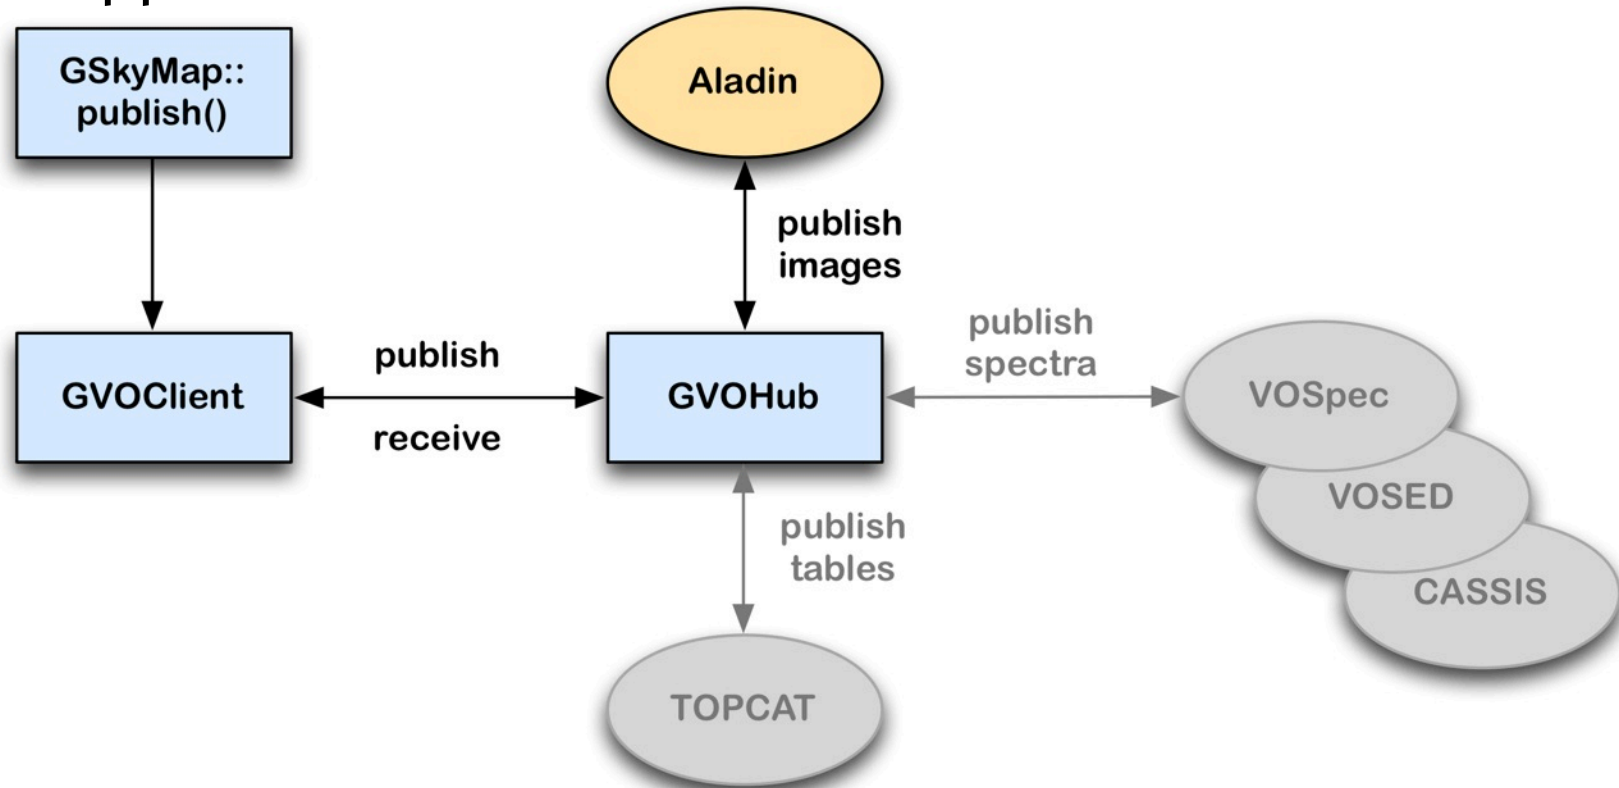 GSkyMap::
publish()
Aladin
publish
images
GVOClient
publish
receive
GVOHub
publish
spectra
VOSpec
VOSED
CASSIS
publish
tables
TOPCAT